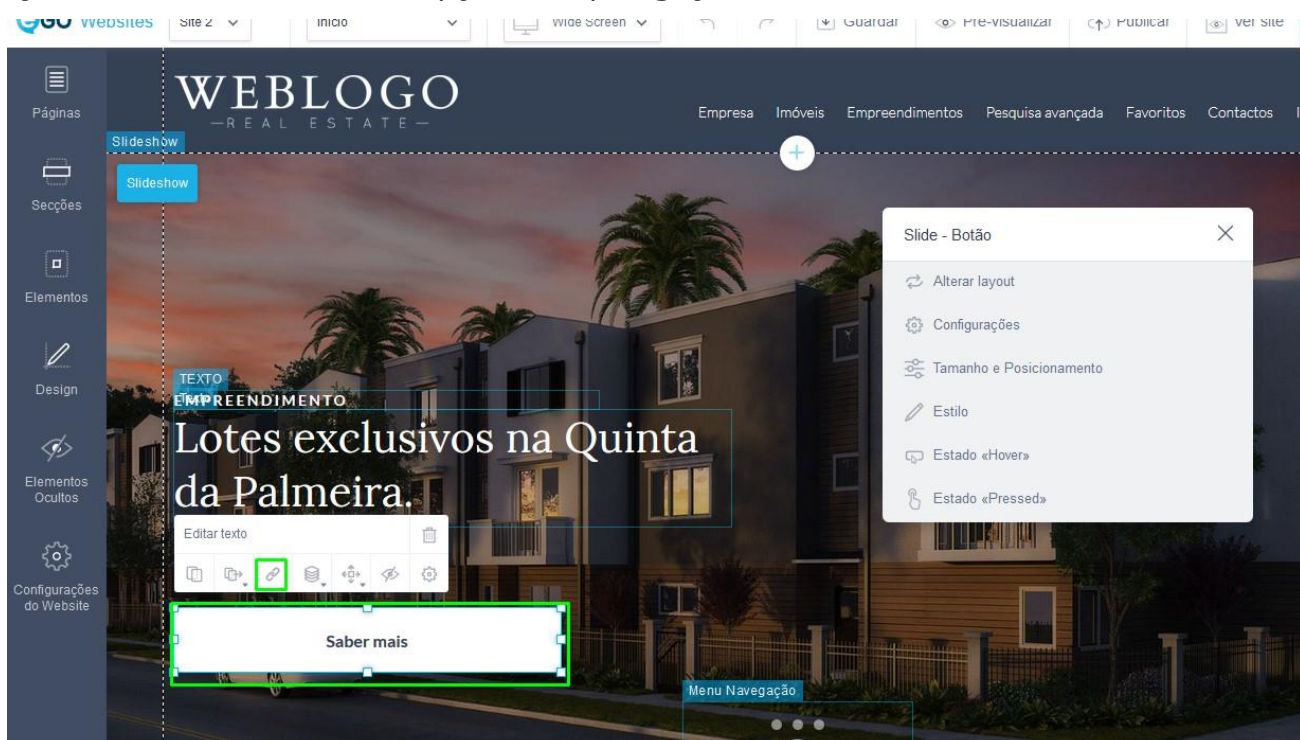 eGO Websites
Site 2
Início
Wide Screen
Guardar
Pré-visualizar
Publicar
Ver site
Páginas
Secções
Elementos
Design
Elementos
Ocultos
Configurações
do Website
WEBLOGO
REAL ESTATE
Empresa Imóveis Empreendimentos Pesquisa avançada Favoritos Contactos
Slideshow
Slideshow
Slide - Botão
Alterar layout
Configurações
Tamanho e Posicionamento
Estilo
Estado «Hover»
Estado «Pressed»
TEXTO
EMPREENDIMENTO
Lotes exclusivos na Quinta
da Palmeira.
Editar texto
Saber mais
Menu Navegação